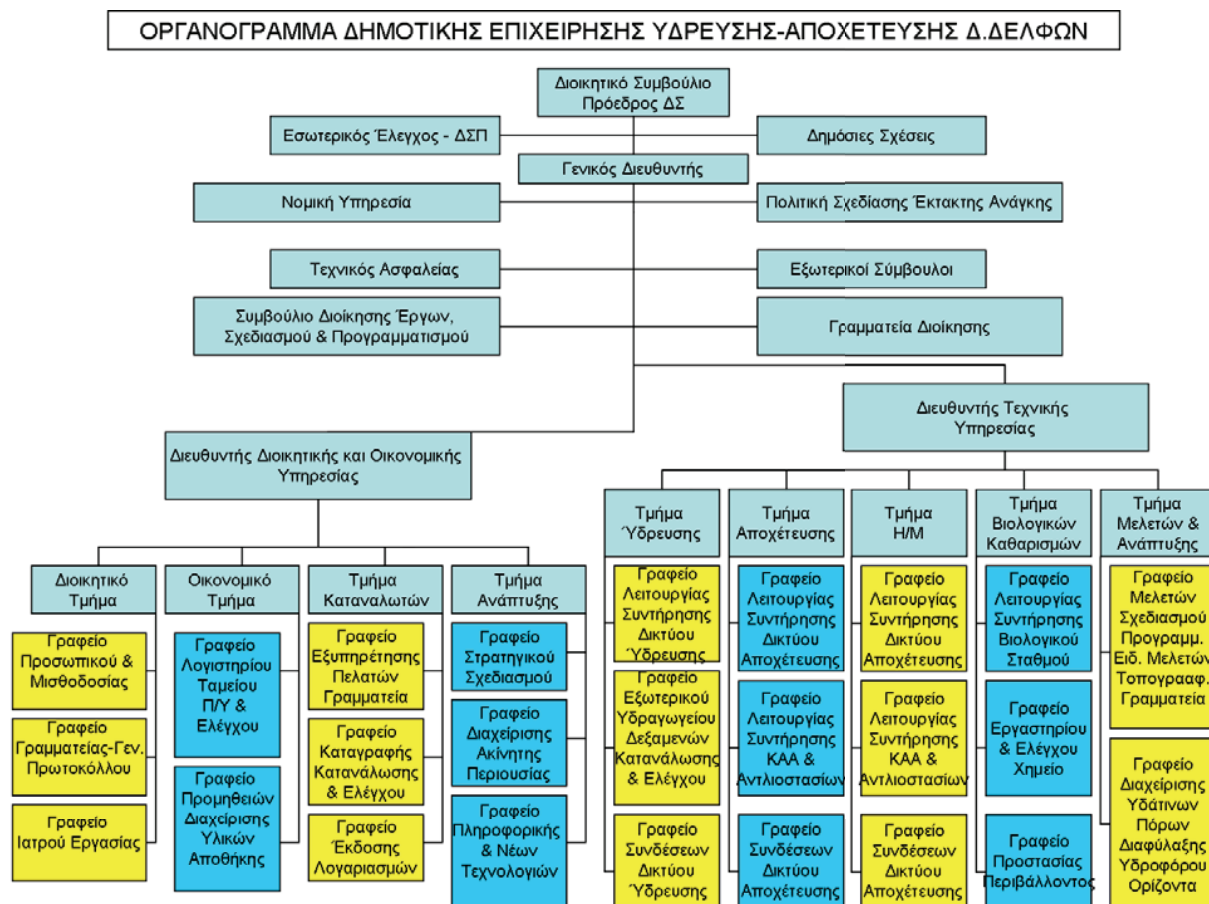 ΟΡΓΑΝΟΓΡΑΜΜΑ ΔΗΜΟΤΙΚΗΣ ΕΠΙΧΕΙΡΗΣΗΣ ΥΔΡΕΥΣΗΣ-ΑΠΟΧΕΤΕΥΣΗΣ Δ.ΔΕΛΦΩΝ
Διοικητικό Συμβούλιο
Πρόεδρος ΔΣ
Εσωτερικός Έλεγχος - ΔΣΠ
Δημόσιες Σχέσεις
Γενικός Διευθυντής
Νομική Υπηρεσία
Πολιτική Σχεδίασης Έκτακτης Ανάγκης
Τεχνικός Ασφαλείας
Εξωτερικοί Σύμβουλοι
Συμβούλιο Διοίκησης Έργων,
Σχεδιασμού & Προγραμματισμού
Γραμματεία Διοίκησης
Διευθυντής Τεχνικής
Υπηρεσίας
Διευθυντής Διοικητικής και Οικονομικής
Υπηρεσίας
Διοικητικό
Τμήμα
Γραφείο
Προσωπικού &
Μισθοδοσίας
Γραφείο
Γραμματείας-Γεν.
Πρωτοκόλλου
Γραφείο
Ιατρού Εργασίας
Οικονομικό
Τμήμα
Γραφείο
Λογιστηρίου
Ταμείου
Π/Υ &
Ελέγχου
Γραφείο
Προμηθειών
Διαχείρισης
Υλικών
Αποθήκης
Τμήμα
Καταναλωτών
Γραφείο
Εξυπηρέτησης
Πελατών
Γραμματεία
Γραφείο
Καταγραφής
Κατανάλωσης
& Ελέγχου
Γραφείο
Έκδοσης
Λογαριασμών
Τμήμα
Ανάπτυξης
Γραφείο
Στρατηγικού
Σχεδιασμού
Γραφείο
Διαχείρισης
Ακίνητης
Περιουσίας
Γραφείο
Πληροφορικής
& Νέων
Τεχνολογιών
Τμήμα
Ύδρευσης
Γραφείο
Λειτουργίας
Συντήρησης
Δικτύου
Ύδρευσης
Γραφείο
Εξωτερικού
Υδραγωγείου
Δεξαμενών
Κατανάλωσης
& Ελέγχου
Γραφείο
Συνδέσεων
Δικτύου
Ύδρευσης
Τμήμα
Αποχέτευσης
Γραφείο
Λειτουργίας
Συντήρησης
Δικτύου
Αποχέτευσης
Γραφείο
Λειτουργίας
Συντήρησης
ΚΑΑ &
Αντλιοστασίων
Γραφείο
Συνδέσεων
Δικτύου
Αποχέτευσης
Τμήμα
Η/Μ
Γραφείο
Λειτουργίας
Συντήρησης
Δικτύου
Αποχέτευσης
Γραφείο
Λειτουργίας
Συντήρησης
ΚΑΑ &
Αντλιοστασίων
Γραφείο
Συνδέσεων
Δικτύου
Αποχέτευσης
Τμήμα
Βιολογικών
Καθαρισμών
Γραφείο
Λειτουργίας
Συντήρησης
Βιολογικού
Σταθμού
Γραφείο
Εργαστηρίου
& Ελέγχου
Χημείο
Γραφείο
Προστασίας
Περιβάλλοντος
Τμήμα
Μελετών &
Ανάπτυξης
Γραφείο
Μελετών
Σχεδιασμού
Προγραμμ.
Ειδ. Μελετών
Τοπογρααφ.
Γραμματεία
Γραφείο
Διαχείρισης
Υδάτινων
Πόρων
Διαφύλαξης
Υδροφόρου
Ορίζοντα